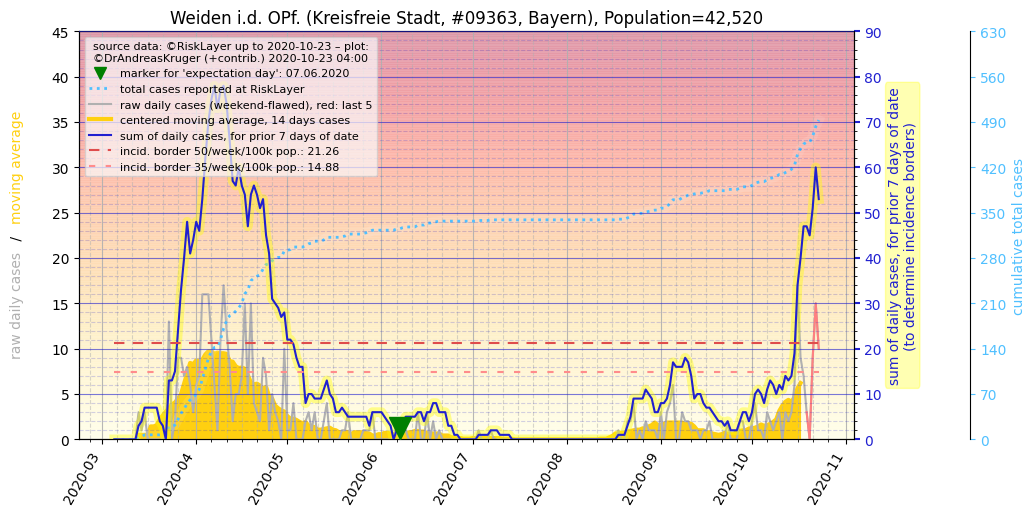 Weiden i.d. OPf. (Kreisfreie Stadt, #09363, Bayern), Population=42,520
source data: ©RiskLayer up to 2020-10-23 – plot:
©DrAndreasKruger (+contrib.) 2020-10-23 04:00
marker for 'expectation day': 07.06.2020
total cases reported at RiskLayer
raw daily cases (weekend-flawed), red: last 5
centered moving average, 14 days cases
sum of daily cases, for prior 7 days of date
incid. border 50/week/100k pop.: 21.26
incid. border 35/week/100k pop.: 14.88
raw daily cases / moving average
45
40
35
30
25
20
15
10
5
0
90
80
70
60
50
40
30
20
10
0
sum of daily cases, for prior 7 days of date
(to determine incidence borders)
630
560
490
420
350
280
210
140
70
0
cumulative total cases
2020-03
2020-04
2020-05
2020-06
2020-07
2020-08
2020-09
2020-10
2020-11